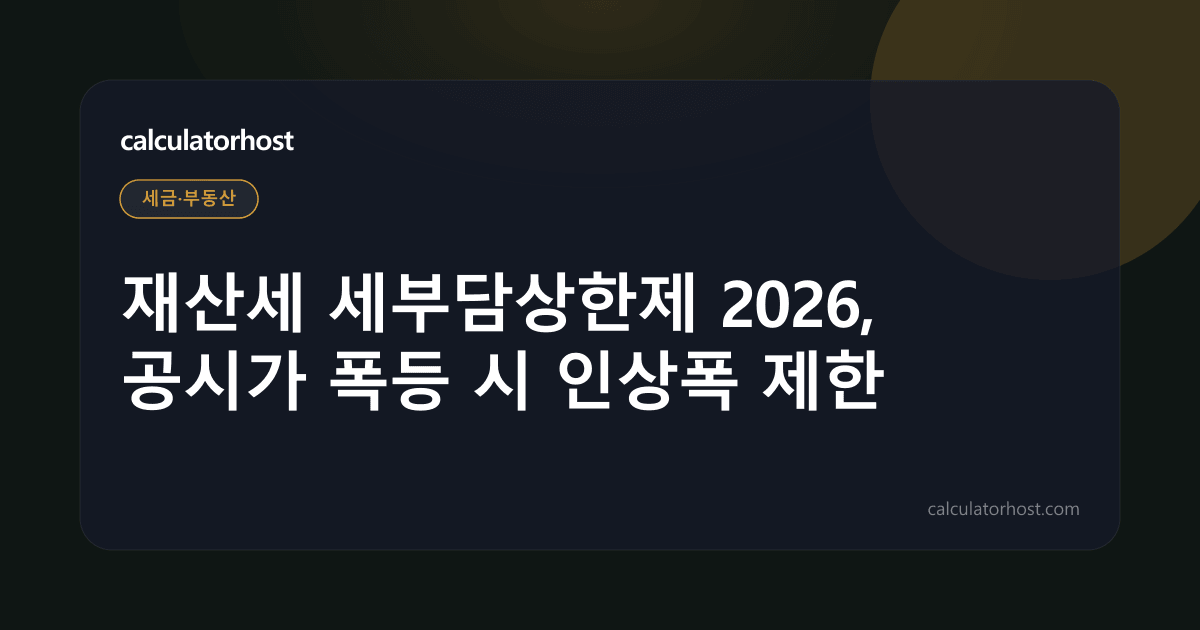 calculatorhost
세금·부동산
재산세 세부담상한제 2026,
공시가 폭등 시 인상폭 제한
calculatorhost.com